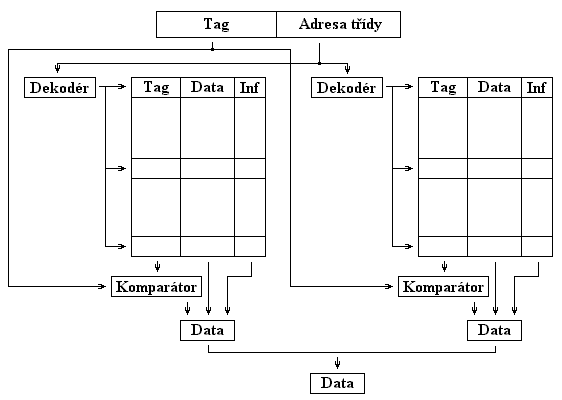 Tag Adresa třídy
Dekodér Tag Data Inf Dekodér Tag Data Inf
Komparátor Komparátor
Data Data
Data